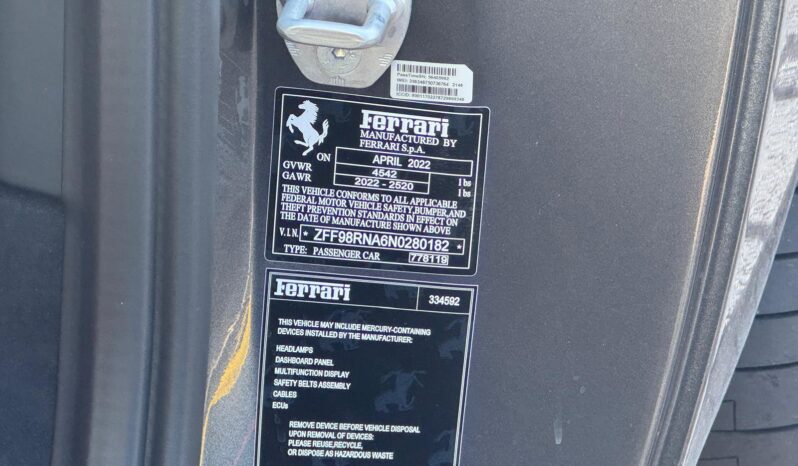 PassTimeSN: 56405662
Ferrari
MANUFACTURED BY
FERRARI S.p.A.
ON APRIL 2022
GVWR 4542 lbs
GAWR 2022 - 2520 lbs
THIS VEHICLE CONFORMS TO ALL APPLICABLE
FEDERAL MOTOR VEHICLE SAFETY, BUMPER, AND
THEFT PREVENTION STANDARDS IN EFFECT ON
THE DATE OF MANUFACTURE SHOWN ABOVE
V.I.N. * ZFF98RNA6N0280182 *
TYPE: PASSENGER CAR 778119
Ferrari 334592
THIS VEHICLE MAY INCLUDE MERCURY-CONTAINING
DEVICES INSTALLED BY THE MANUFACTURER:
HEADLAMPS
DASHBOARD PANEL
MULTIFUNCTION DISPLAY
SAFETY BELTS ASSEMBLY
CABLES
ECUs
REMOVE DEVICE BEFORE VEHICLE DISPOSAL
UPON REMOVAL OF DEVICES:
PLEASE REUSE, RECYCLE,
OR DISPOSE AS HAZARDOUS WASTE